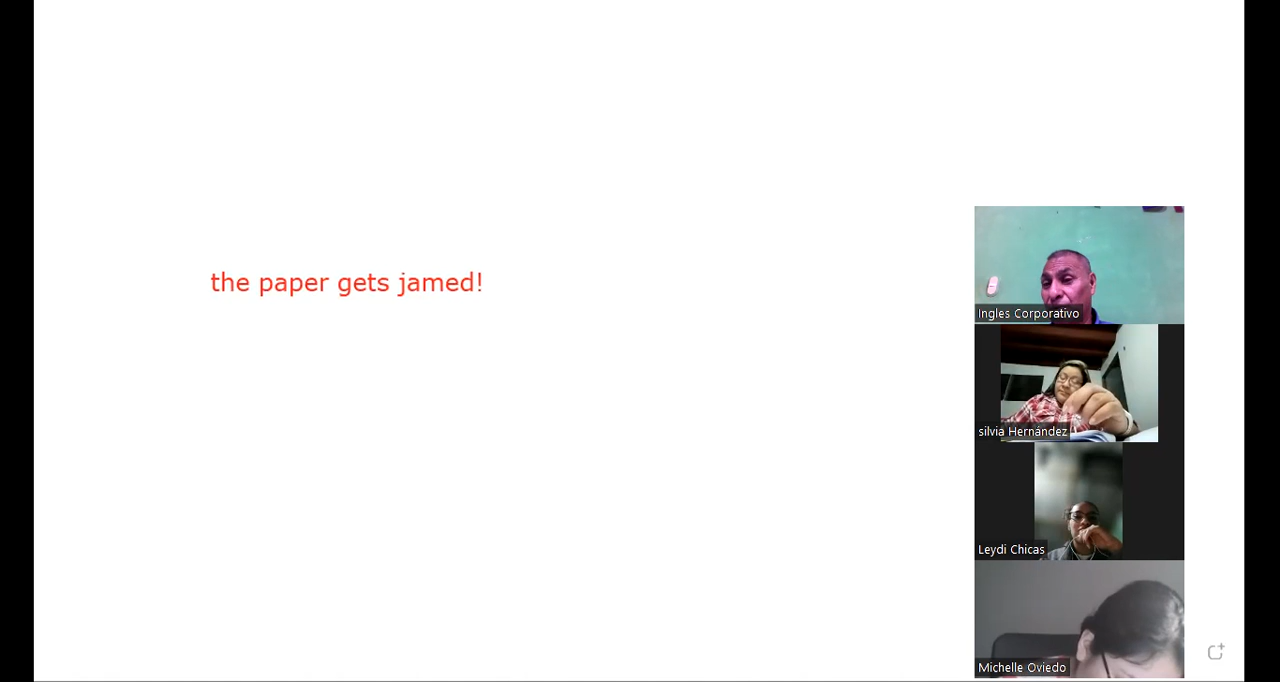 the paper gets jamed!
Ingles Corporativo
silvia Hernández
Leydi Chicas
Michelle Oviedo